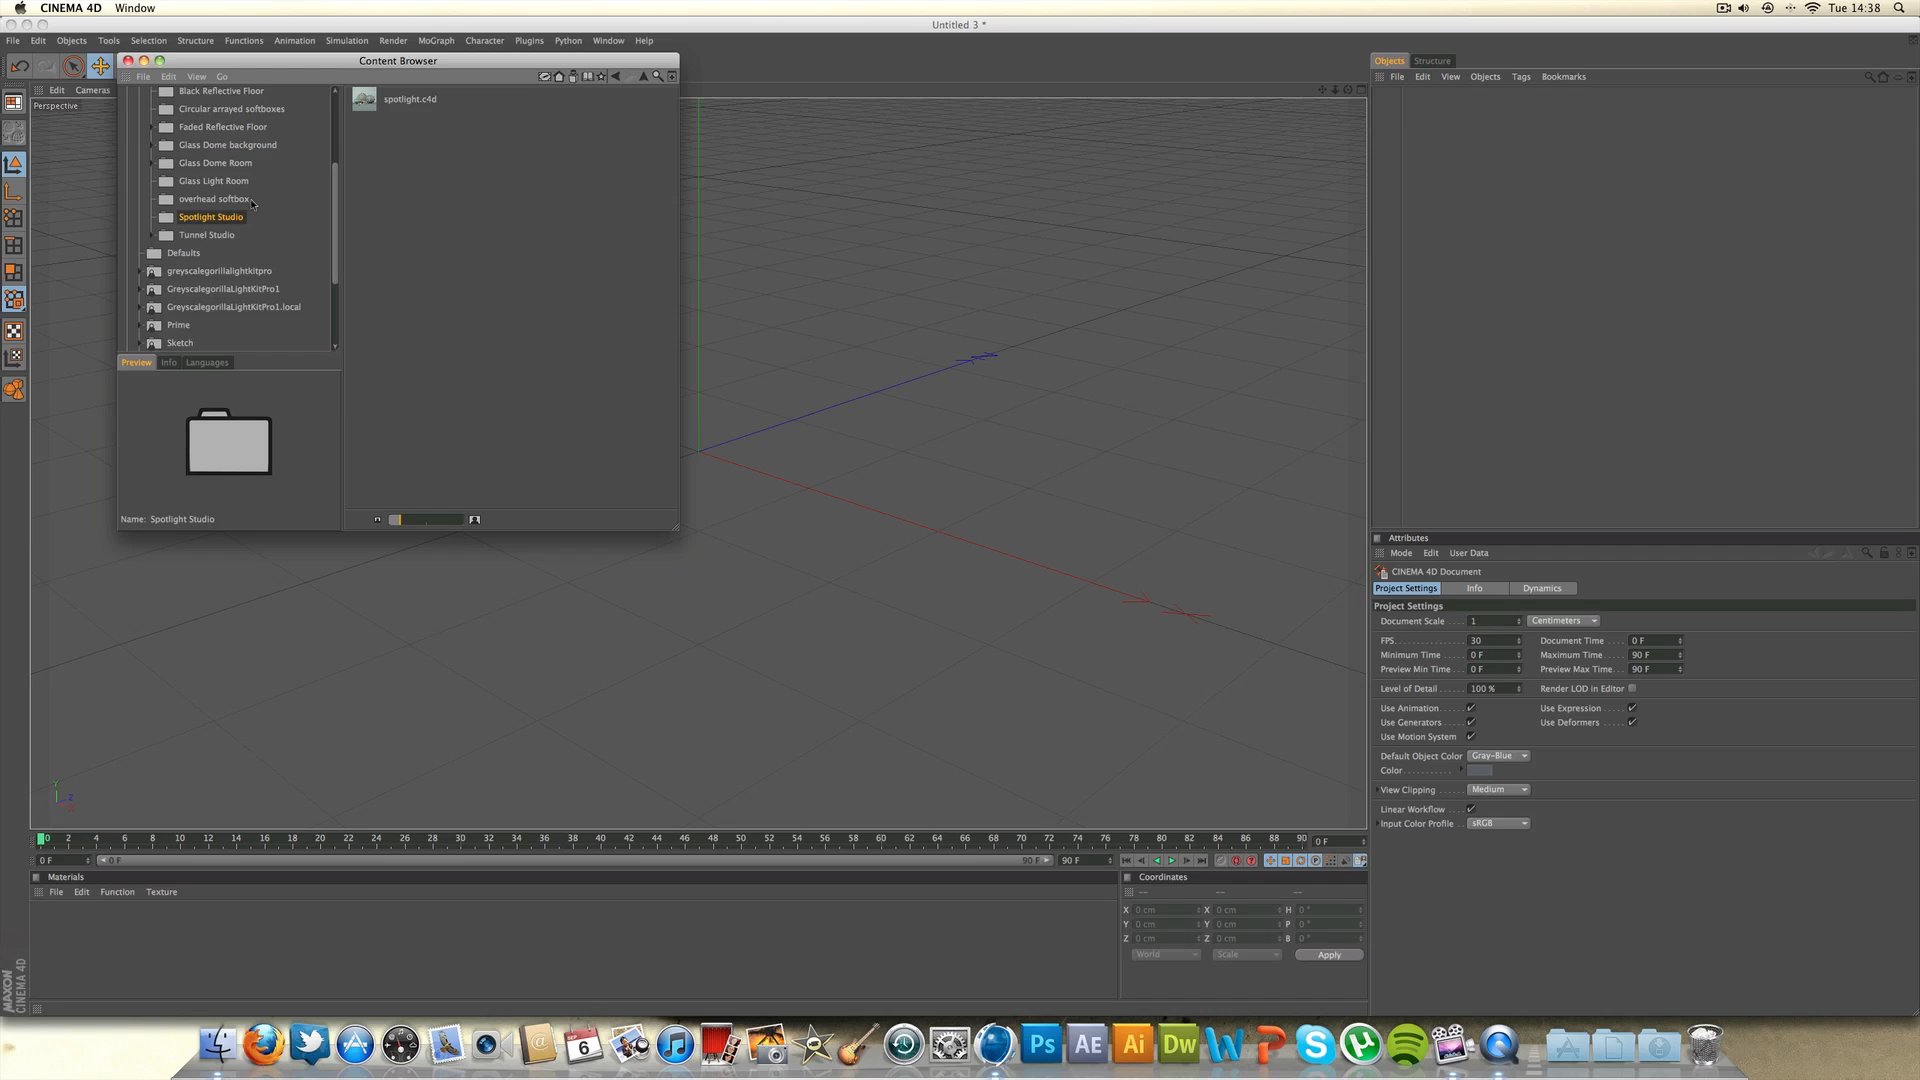 CINEMA 4D Window
Tue 14:38
Untitled 3 *
File Edit Objects Tools Selection Structure Functions Animation Simulation Render MoGraph Character Plugins Python Window Help
Content Browser
File Edit View Go
Edit Cameras
Perspective
Black Reflective Floor
Circular arrayed softboxes
Faded Reflective Floor
Glass Dome background
Glass Dome Room
Glass Light Room
overhead softbox
Spotlight Studio
Tunnel Studio
Defaults
greyscalegorillalightkitpro
GreyscalegorillaLightKitPro1
GreyscalegorillaLightKitPro1.local
Prime
Sketch
spotlight.c4d
Preview Info Languages
Name: Spotlight Studio
Objects Structure
File Edit View Objects Tags Bookmarks
Attributes
Mode Edit User Data
CINEMA 4D Document
Project Settings Info Dynamics
Project Settings
Document Scale 1 Centimeters
FPS 30 Document Time 0 F
Minimum Time 0 F Maximum Time 90 F
Preview Min Time 0 F Preview Max Time 90 F
Level of Detail 100 % Render LOD in Editor
Use Animation Use Expression
Use Generators Use Deformers
Use Motion System
Default Object Color Gray-Blue
Color
View Clipping Medium
Linear Workflow
Input Color Profile sRGB
Y Z
0 2 4 6 8 10 12 14 16 18 20 22 24 26 28 30 32 34 36 38 40 42 44 46 48 50 52 54 56 58 60 62 64 66 68 70 72 74 76 78 80 82 84 86 88 90 0 F
0 F 0 F 90 F 90 F
Materials
File Edit Function Texture
Coordinates
-- -- --
X 0 cm X 0 cm H 0 °
Y 0 cm Y 0 cm P 0 °
Z 0 cm Z 0 cm B 0 °
World Scale Apply
MAXON
CINEMA 4D
SEP
6
Ps AE Ai Dw